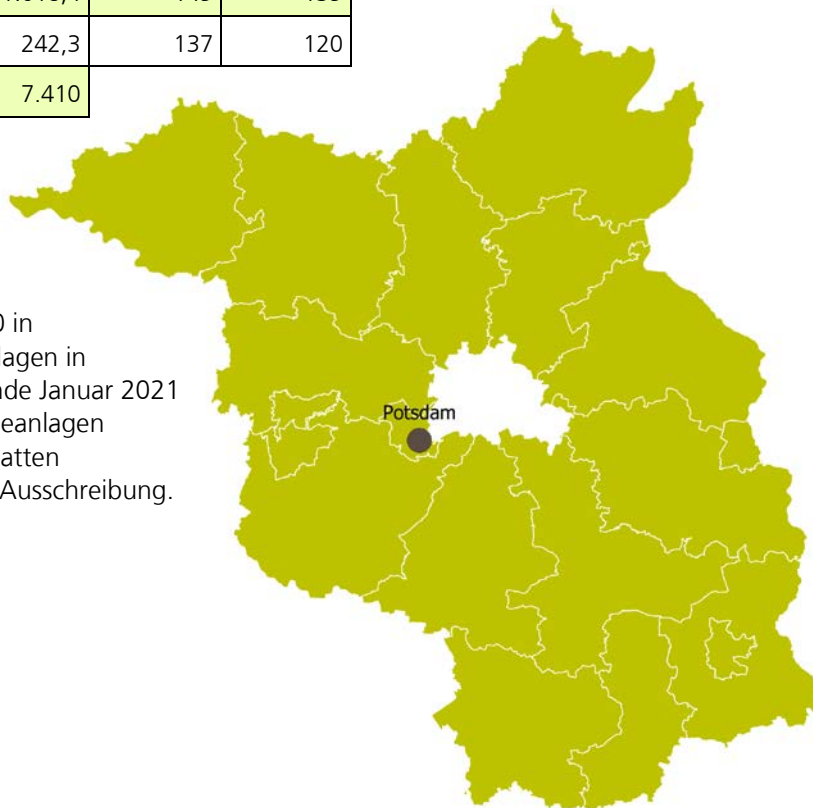 242,3 137 120
7.410
0 in
lagen in
nde Januar 2021
eanlagen
atten
Ausschreibung.
Potsdam